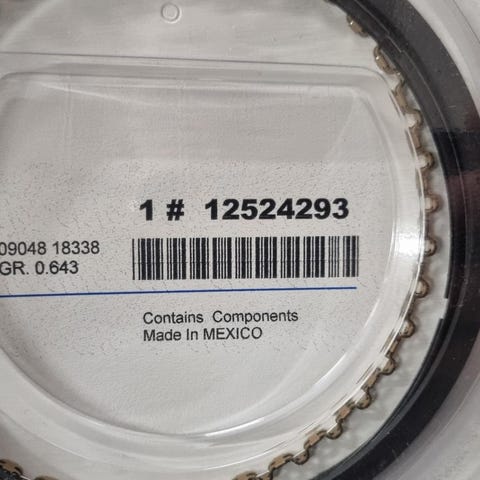 1 # 12524293
09048 18338
GR. 0.643
Contains Components
Made In MEXICO